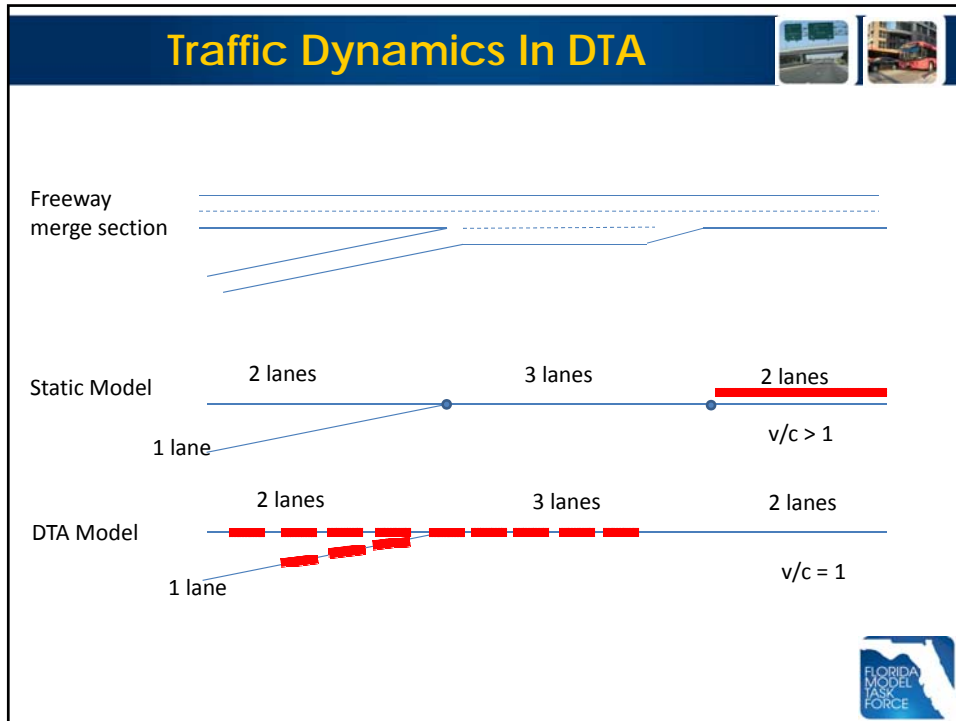 Traffic Dynamics In DTA
Freeway
merge section
Static Model
2 lanes
3 lanes
2 lanes
1 lane
v/c > 1
DTA Model
2 lanes
3 lanes
2 lanes
1 lane
v/c = 1
FLORIDA
MODEL
TASK
FORCE